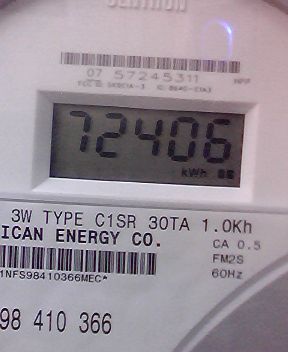 CENTRON
07 57245311
72406
kWh
3W TYPE C1SR 30TA 1.0Kh
ICAN ENERGY CO.
CA 0.5
FM2S
60Hz
1NFS98410366MEC*
98 410 366